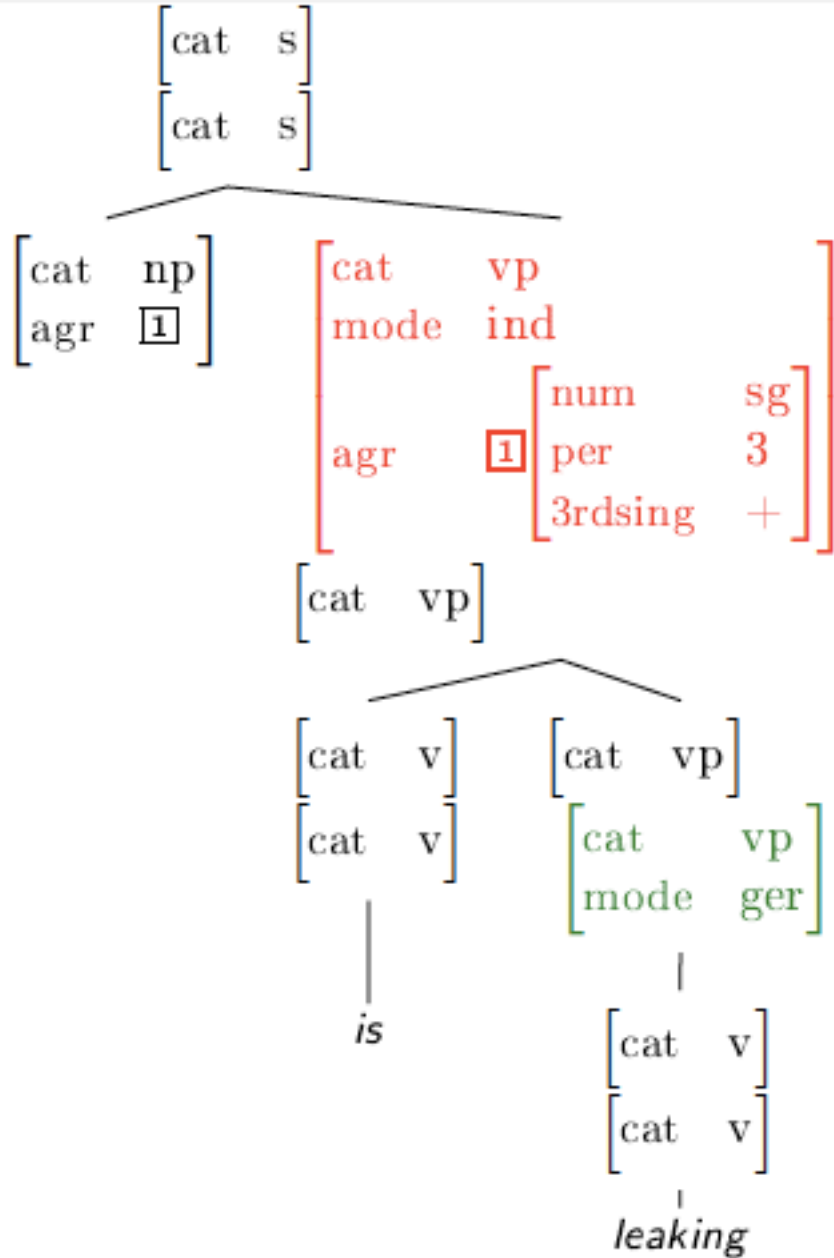 cat s
cat s
cat np
agr 1
cat vp
mode ind
agr 1 num sg
per 3
3rdsing +
cat vp
cat v
cat vp
cat v
cat vp
mode ger
is
cat v
cat v
leaking